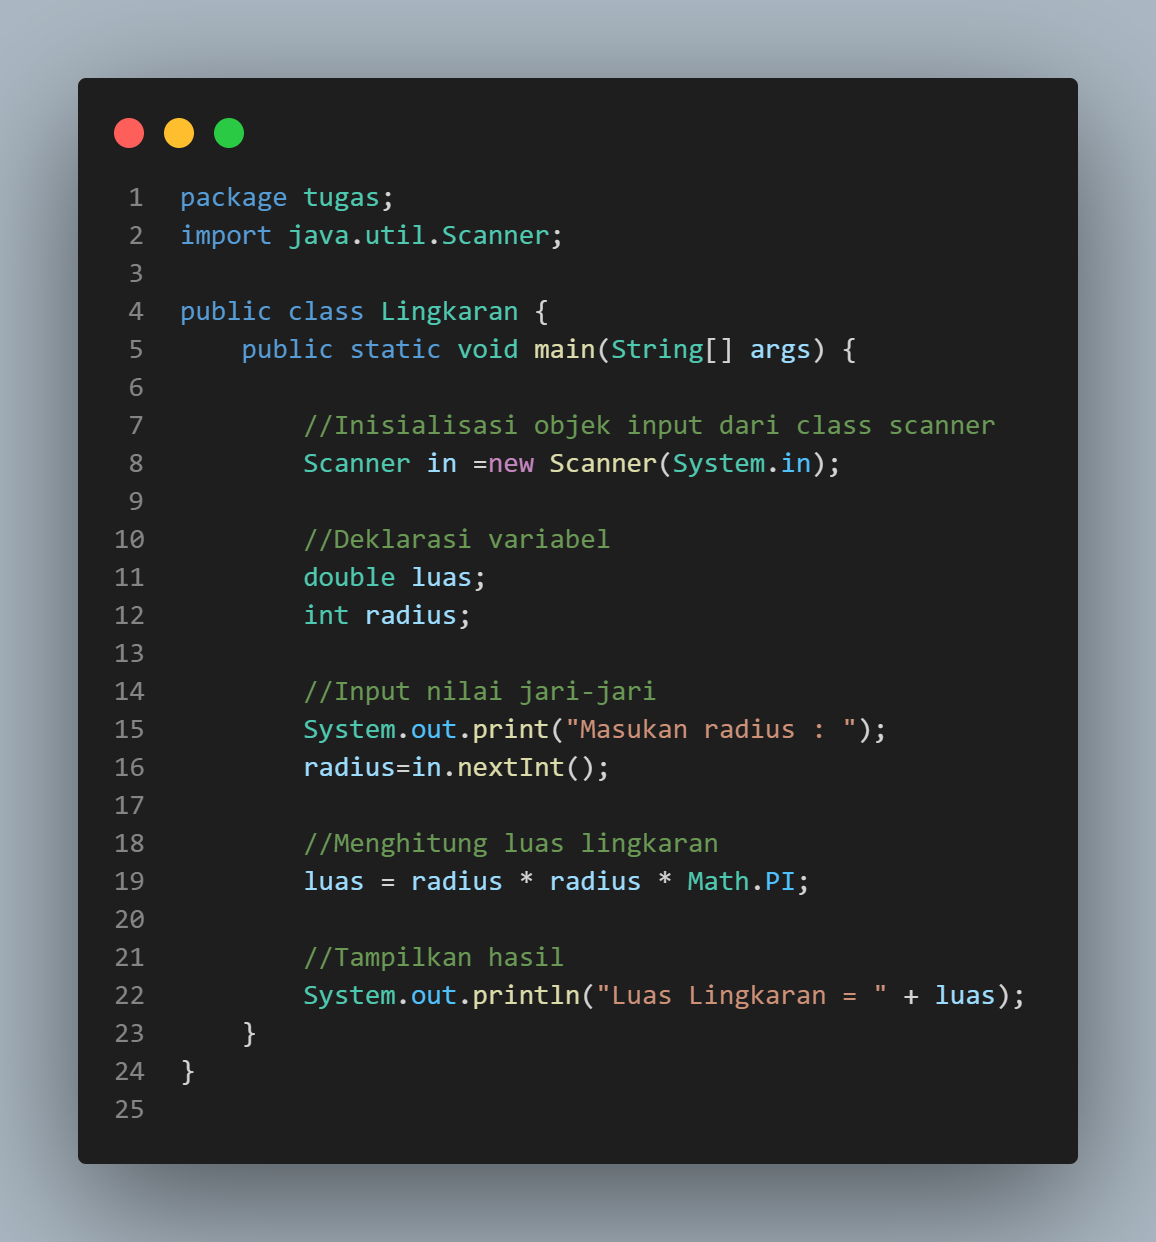 1 package tugas;
2 import java.util.Scanner;
3
4 public class Lingkaran {
5     public static void main(String[] args) {
6
7         //Inisialisasi objek input dari class scanner
8         Scanner in =new Scanner(System.in);
9
10         //Deklarasi variabel
11         double luas;
12         int radius;
13
14         //Input nilai jari-jari
15         System.out.print("Masukan radius : ");
16         radius=in.nextInt();
17
18         //Menghitung luas lingkaran
19         luas = radius * radius * Math.PI;
20
21         //Tampilkan hasil
22         System.out.println("Luas Lingkaran = " + luas);
23     }
24 }
25